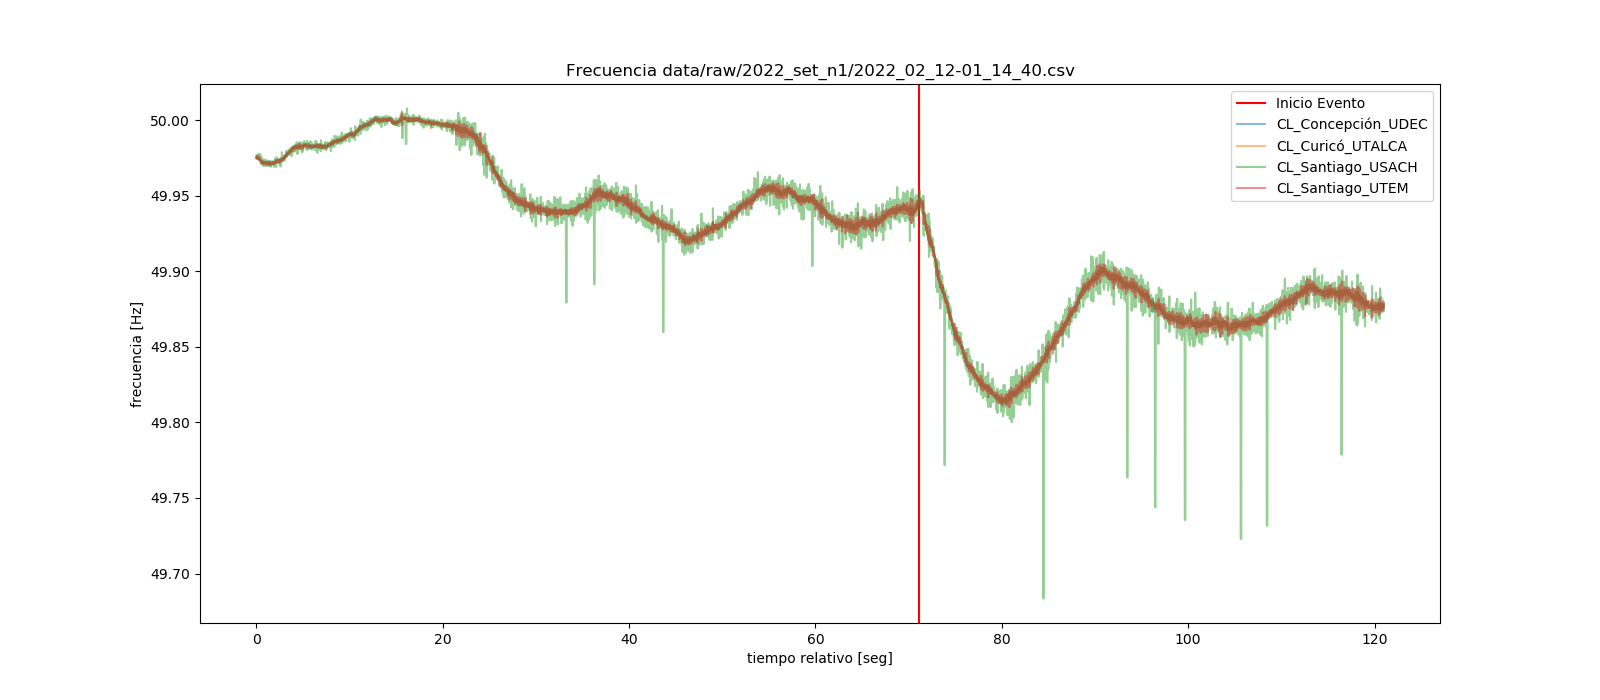 Frecuencia data/raw/2022_set_n1/2022_02_12-01_14_40.csv
Inicio Evento
CL_Concepción_UDEC
CL_Curicó_UTALCA
CL_Santiago_USACH
CL_Santiago_UTEM
frecuencia [Hz]
50.00
49.95
49.90
49.85
49.80
49.75
49.70
0 20 40 60 80 100 120
tiempo relativo [seg]